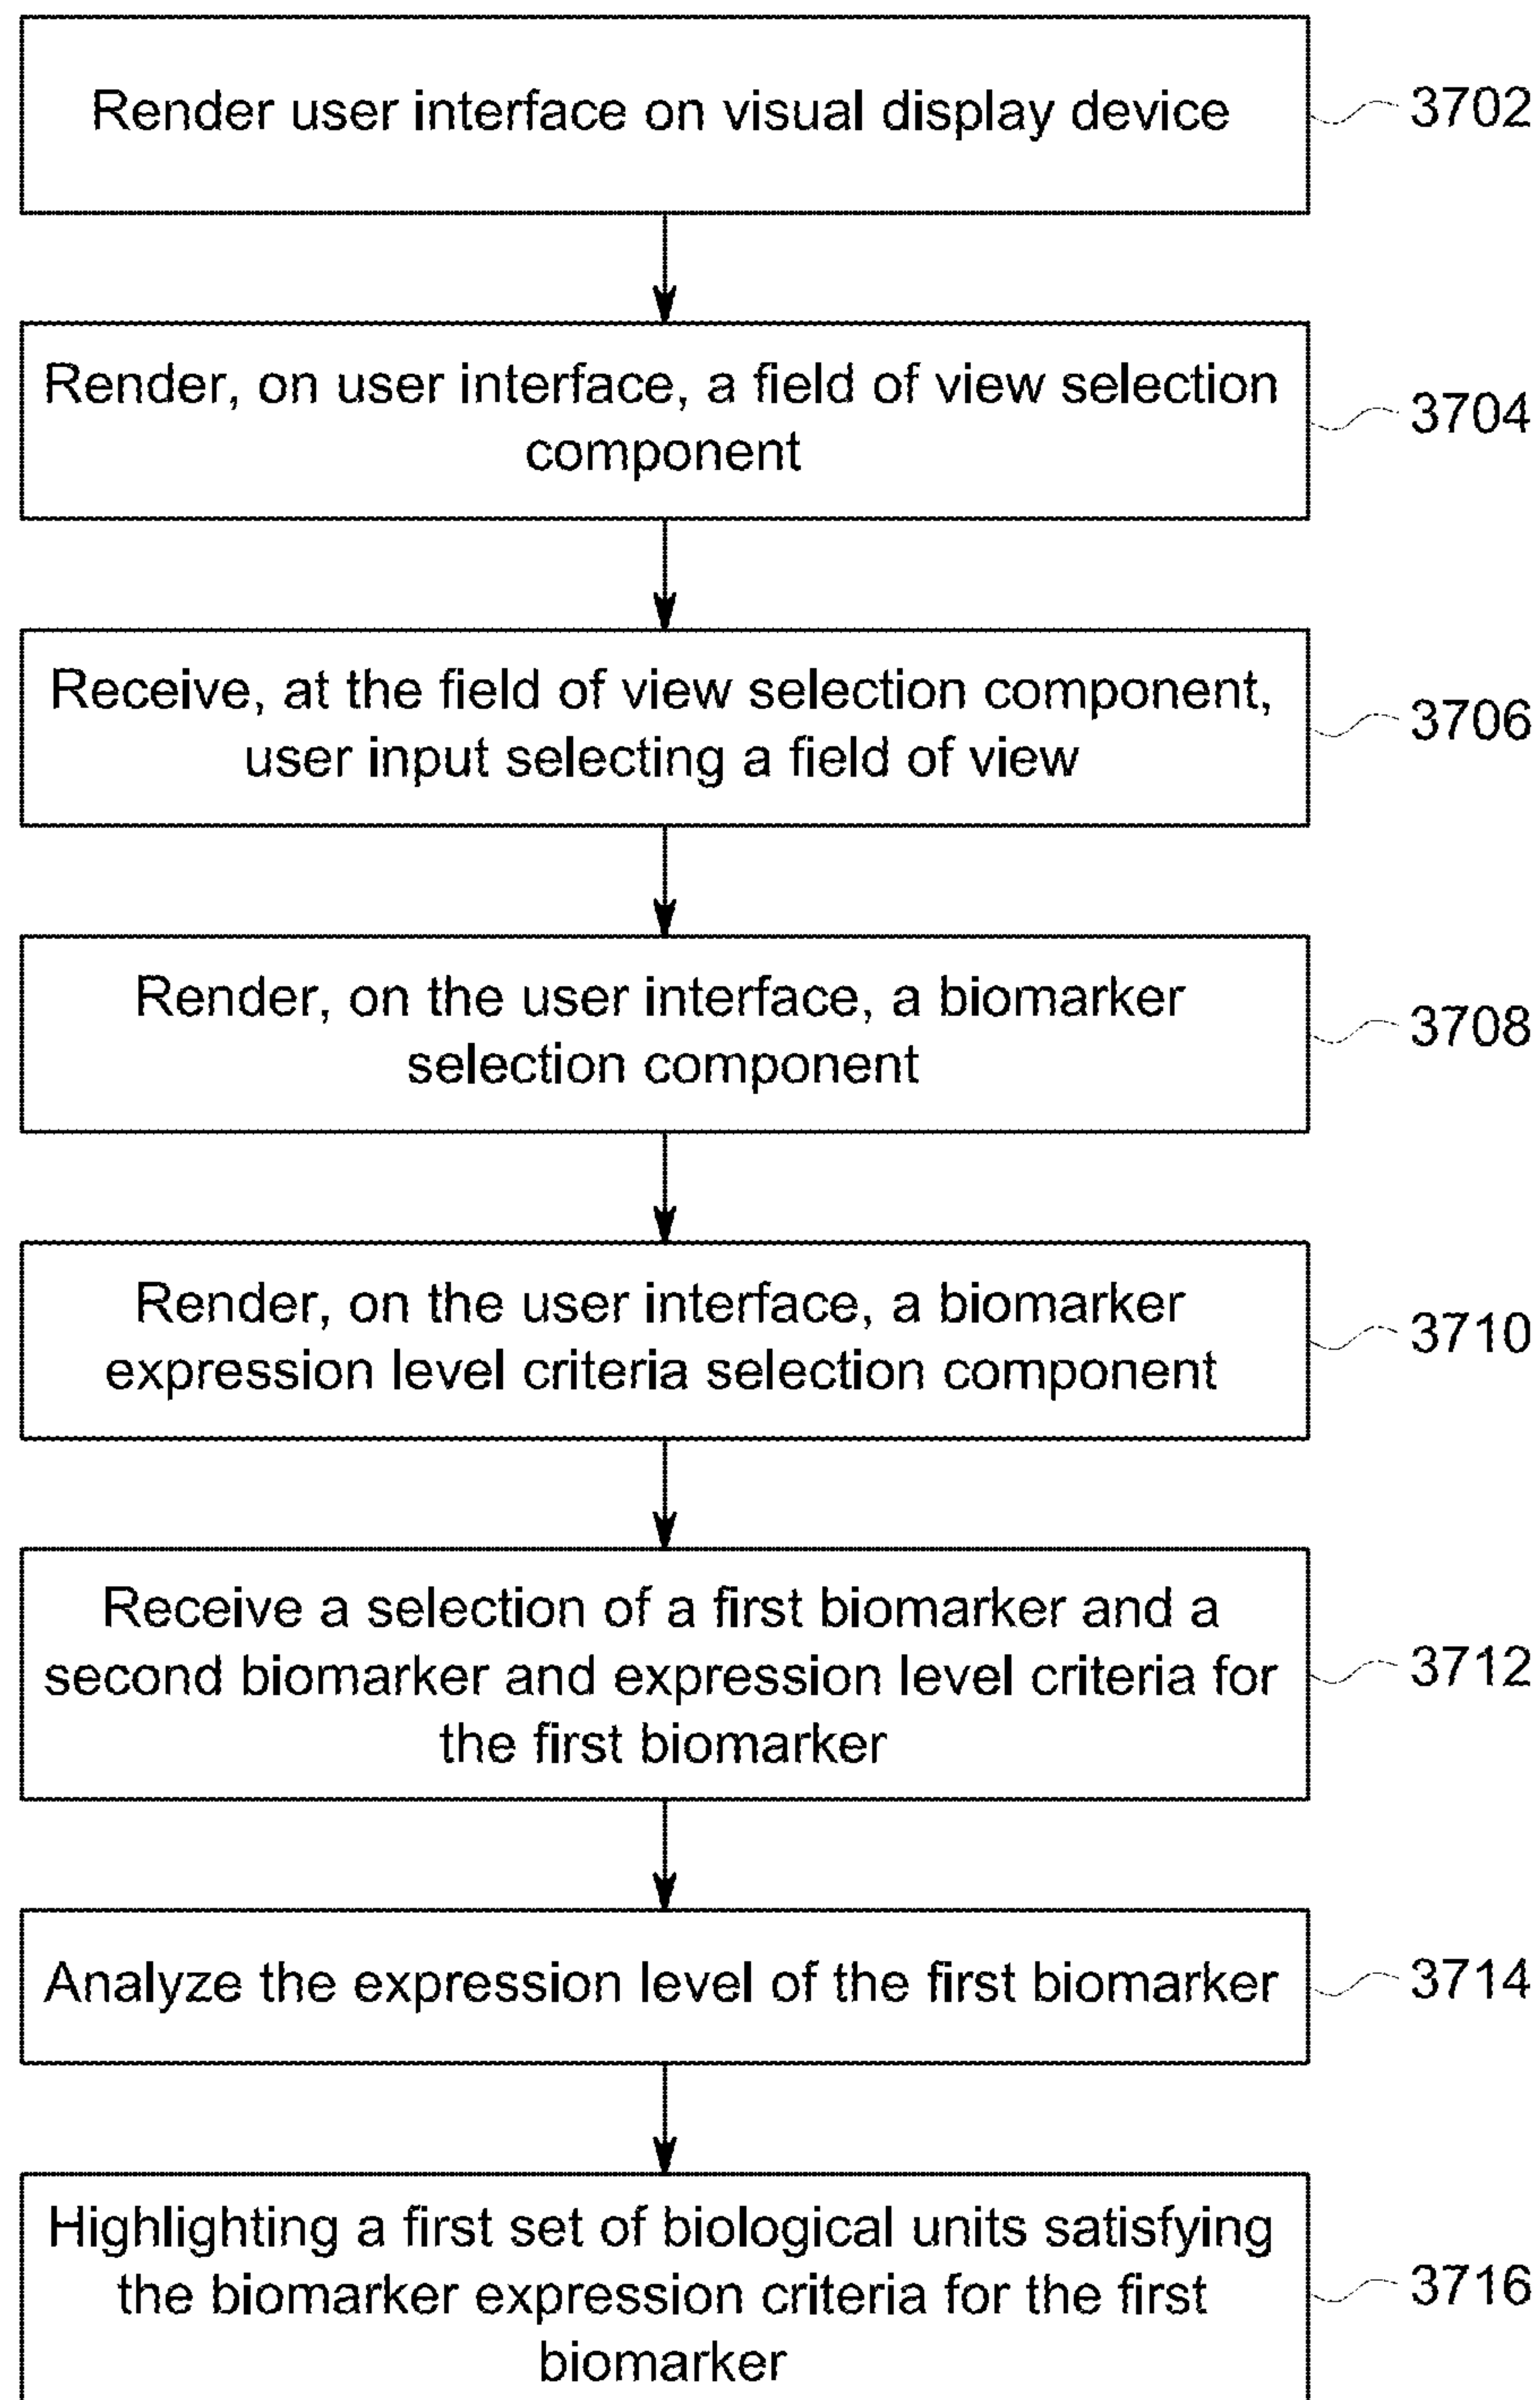 Render user interface on visual display device
3702
Render, on user interface, a field of view selection
component
3704
Receive, at the field of view selection component,
user input selecting a field of view
3706
Render, on the user interface, a biomarker
selection component
3708
Render, on the user interface, a biomarker
expression level criteria selection component
3710
Receive a selection of a first biomarker and a
second biomarker and expression level criteria for
the first biomarker
3712
Analyze the expression level of the first biomarker
3714
Highlighting a first set of biological units satisfying
the biomarker expression criteria for the first
biomarker
3716